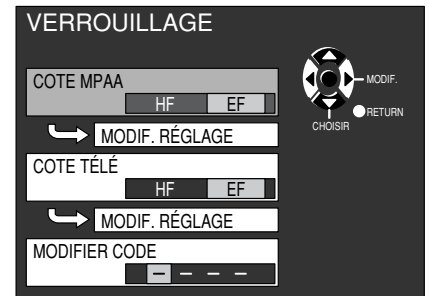 VERROUILLAGE
COTE MPAA
HF EF
MODIF. RÉGLAGE
COTE TÉLÉ
HF EF
MODIF. RÉGLAGE
MODIFIER CODE
– – – –
MODIF.
RETURN
CHOISIR